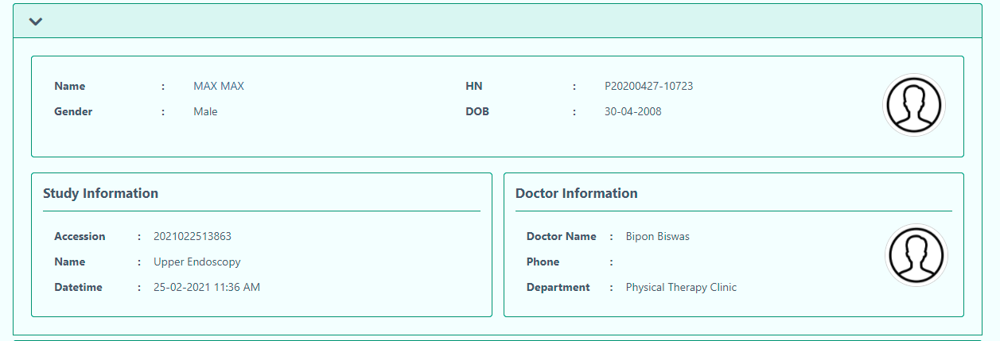 Name : MAX MAX HN : P20200427-10723
Gender : Male DOB : 30-04-2008
Study Information
Accession : 2021022513863
Name : Upper Endoscopy
Datetime : 25-02-2021 11:36 AM
Doctor Information
Doctor Name : Bipon Biswas
Phone :
Department : Physical Therapy Clinic